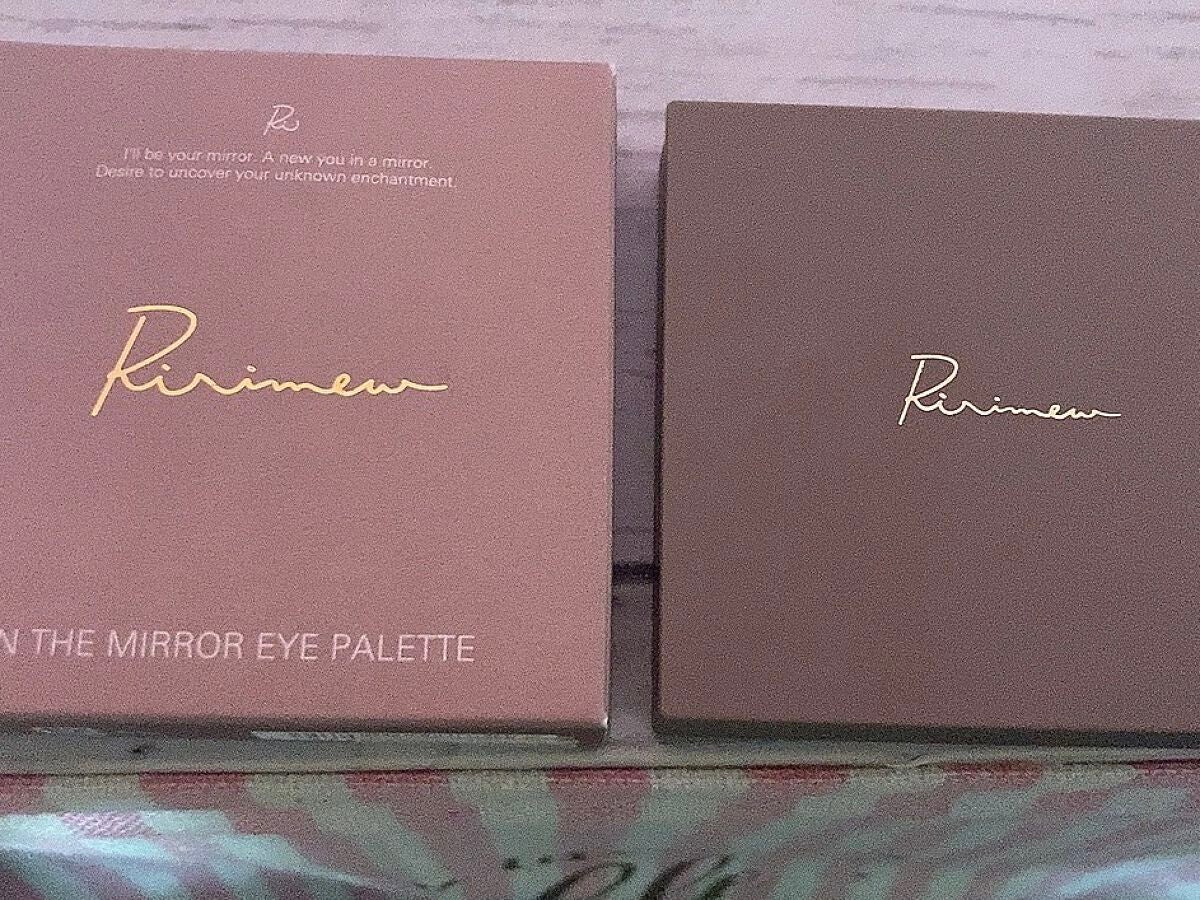 Ri
I'll be your mirror. A new you in a mirror.
Desire to uncover your unknown enchantment.
Ririmew
N THE MIRROR EYE PALETTE
Ririmew